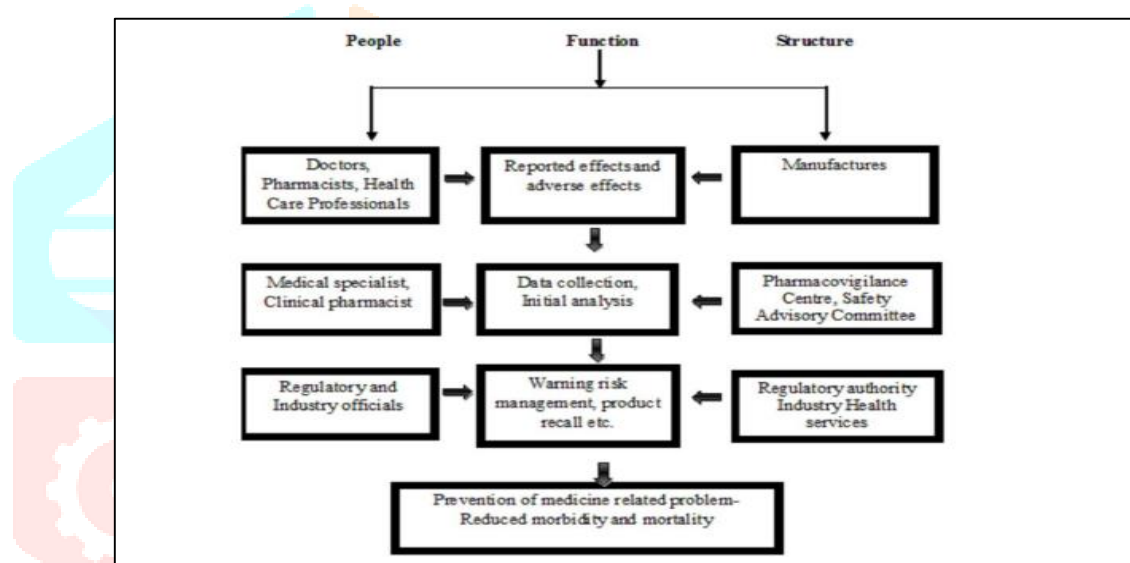 People
Function
Structure
Doctors,
Pharmacists, Health
Care Professionals
Reported effects and
adverse effects
Manufactures
Medical specialist,
Clinical pharmacist
Data collection,
Initial analysis
Pharmacovigilance
Centre, Safety
Advisory Committee
Regulatory and
Industry officials
Warning risk
management, product
recall etc.
Regulatory authority
Industry Health
services
Prevention of medicine related problem-
Reduced morbidity and mortality